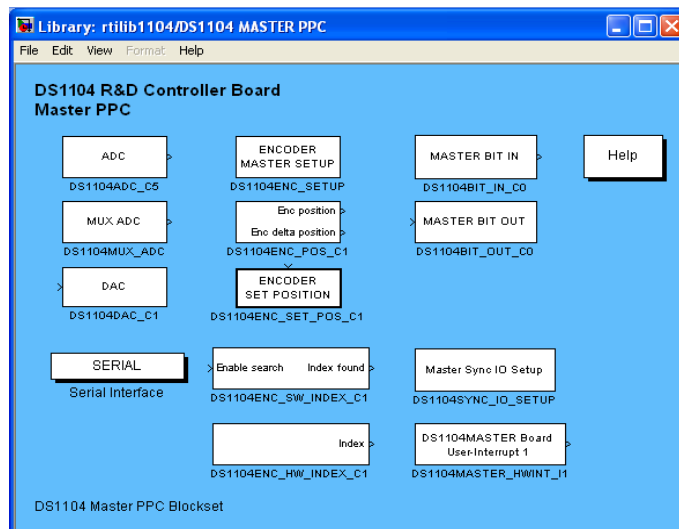 Library: rtilib1104/DS1104 MASTER PPC
File Edit View Format Help
DS1104 R&D Controller Board
Master PPC
ADC
DS1104ADC_C5
ENCODER
MASTER SETUP
DS1104ENC_SETUP
MASTER BIT IN
DS1104BIT_IN_C0
Help
MUX ADC
DS1104MUX_ADC
Enc position
Enc delta position
DS1104ENC_POS_C1
MASTER BIT OUT
DS1104BIT_OUT_C0
DAC
DS1104DAC_C1
ENCODER
SET POSITION
DS1104ENC_SET_POS_C1
SERIAL
Serial Interface
Enable search Index found
DS1104ENC_SW_INDEX_C1
Master Sync IO Setup
DS1104SYNC_IO_SETUP
Index
DS1104ENC_HW_INDEX_C1
DS1104MASTER Board
User-Interrupt 1
DS1104MASTER_HWINT_I1
DS1104 Master PPC Blockset